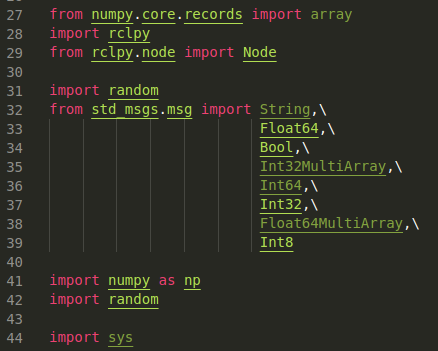 27 from numpy.core.records import array
28 import rclpy
29 from rclpy.node import Node
30
31 import random
32 from std_msgs.msg import String,\
33 Float64,\
34 Bool,\
35 Int32MultiArray,\
36 Int64,\
37 Int32,\
38 Float64MultiArray,\
39 Int8
40
41 import numpy as np
42 import random
43
44 import sys